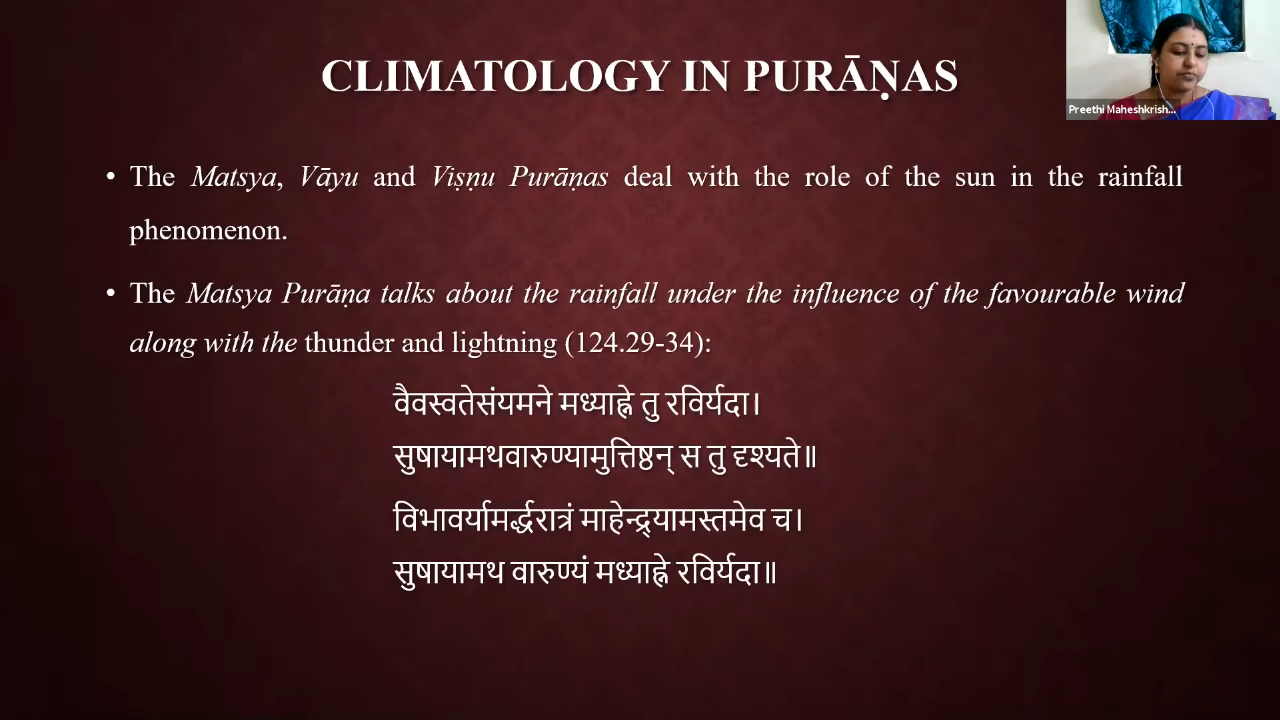 CLIMATOLOGY IN PURĀṆAS
Preethi Maheshkrish...
• The Matsya, Vāyu and Viṣṇu Purāṇas deal with the role of the sun in the rainfall
phenomenon.
• The Matsya Purāṇa talks about the rainfall under the influence of the favourable wind
along with the thunder and lightning (124.29-34):
वैवस्वतेसंयमने मध्याह्ने तु रविर्यदा।
सुषायामथवारुण्यामुत्तिष्ठन् स तु दृश्यते॥
विभावर्यामर्द्धरात्रं माहेन्द्र्यामस्तमेव च।
सुषायामथ वारुण्यं मध्याह्ने रविर्यदा॥